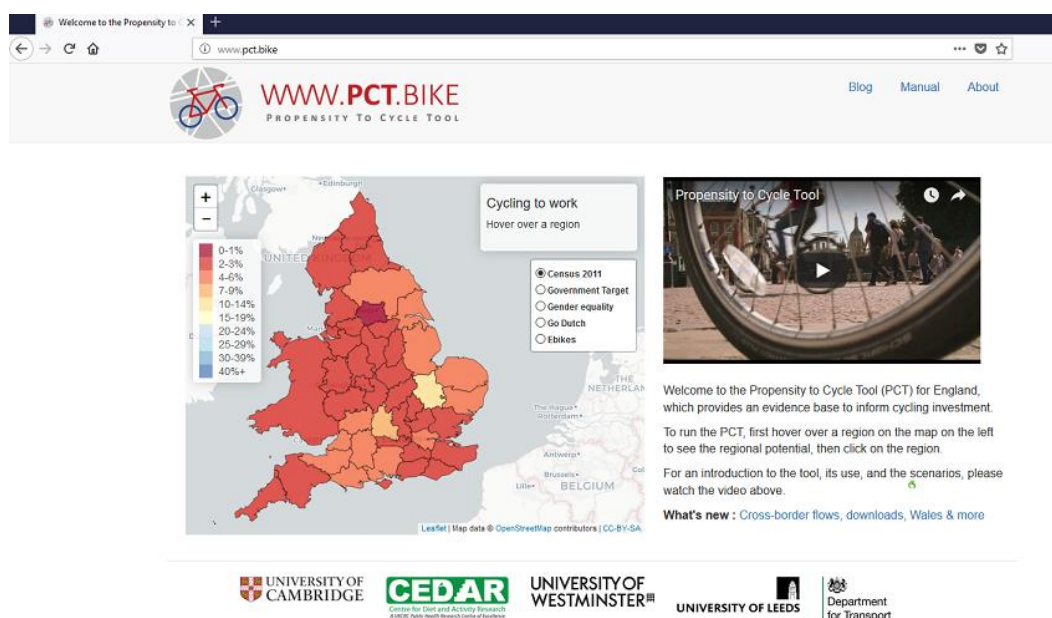 Welcome to the Propensity to C
www.pct.bike
WWW.PCT.BIKE
PROPENSITY TO CYCLE TOOL
Blog Manual About
+
−
0-1%
2-3%
4-6%
7-9%
10-14%
15-19%
20-24%
25-29%
30-39%
40%+
Glasgow
Edinburgh
UNITED KINGDOM
Cycling to work
Hover over a region
Census 2011
Government Target
Gender equality
Go Dutch
Ebikes
THE
NETHERLAN
The Hague
Rotterdam
Antwerp
Brussels
Lille
BELGIUM
Leaflet | Map data © OpenStreetMap contributors | CC-BY-SA
Propensity to Cycle Tool
Welcome to the Propensity to Cycle Tool (PCT) for England,
which provides an evidence base to inform cycling investment.
To run the PCT, first hover over a region on the map on the left
to see the regional potential, then click on the region.
For an introduction to the tool, its use, and the scenarios, please
watch the video above.
What's new : Cross-border flows, downloads, Wales & more
UNIVERSITY OF
CAMBRIDGE
CEDAR
Centre for Diet and Activity Research
A UKCRC Public Health Research Centre of Excellence
UNIVERSITY OF
WESTMINSTER
UNIVERSITY OF LEEDS
Department
for Transport